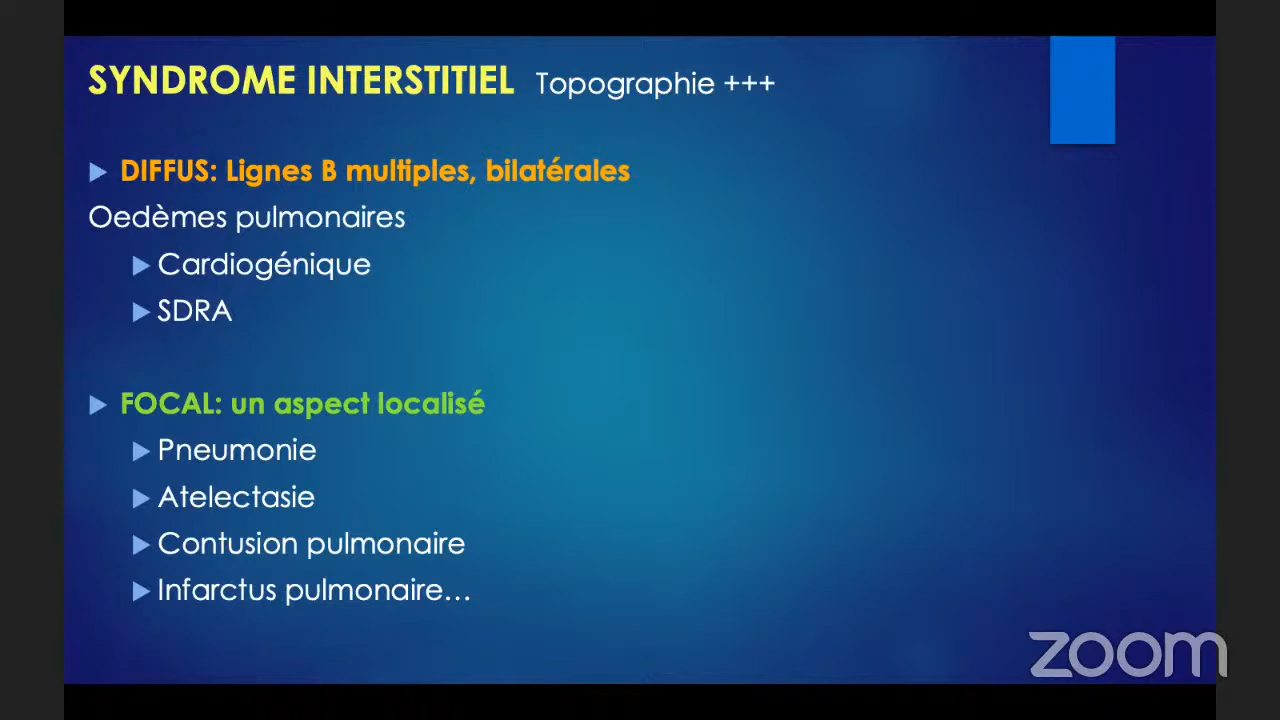 SYNDROME INTERSTITIEL Topographie +++
DIFFUS: Lignes B multiples, bilatérales
Oedèmes pulmonaires
Cardiogénique
SDRA
FOCAL: un aspect localisé
Pneumonie
Atelectasie
Contusion pulmonaire
Infarctus pulmonaire...
zoom